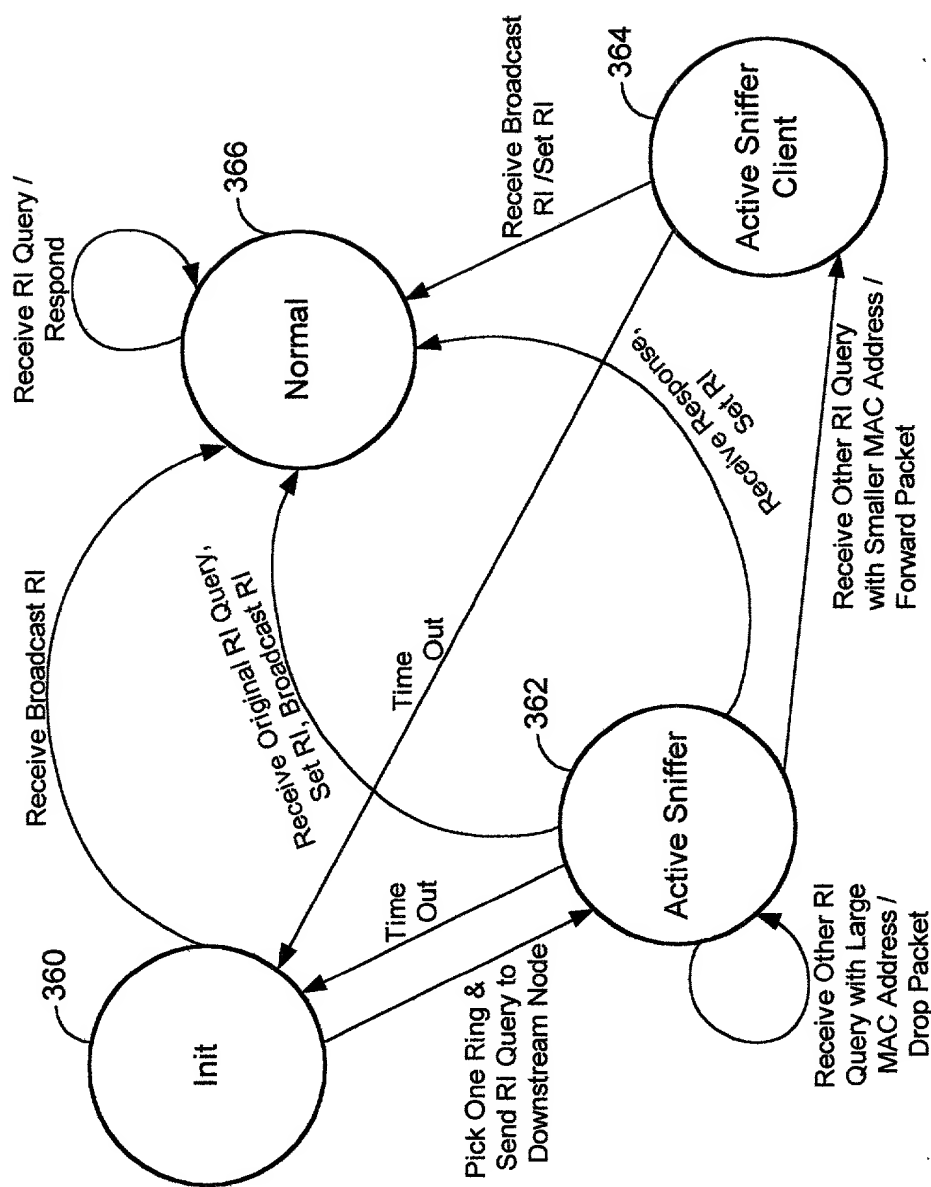 Receive RI Query /
Respond
366
Normal
Receive Broadcast RI
360
Init
Receive Original RI Query,
Set RI, Broadcast RI
Time
Out
Receive Broadcast
RI /Set RI
364
Active Sniffer
Client
Receive Response,
Set RI
Time
Out
362
Active Sniffer
Pick One Ring &
Send RI Query to
Downstream Node
Receive Other RI
Query with Large
MAC Address /
Drop Packet
Receive Other RI Query
with Smaller MAC Address /
Forward Packet